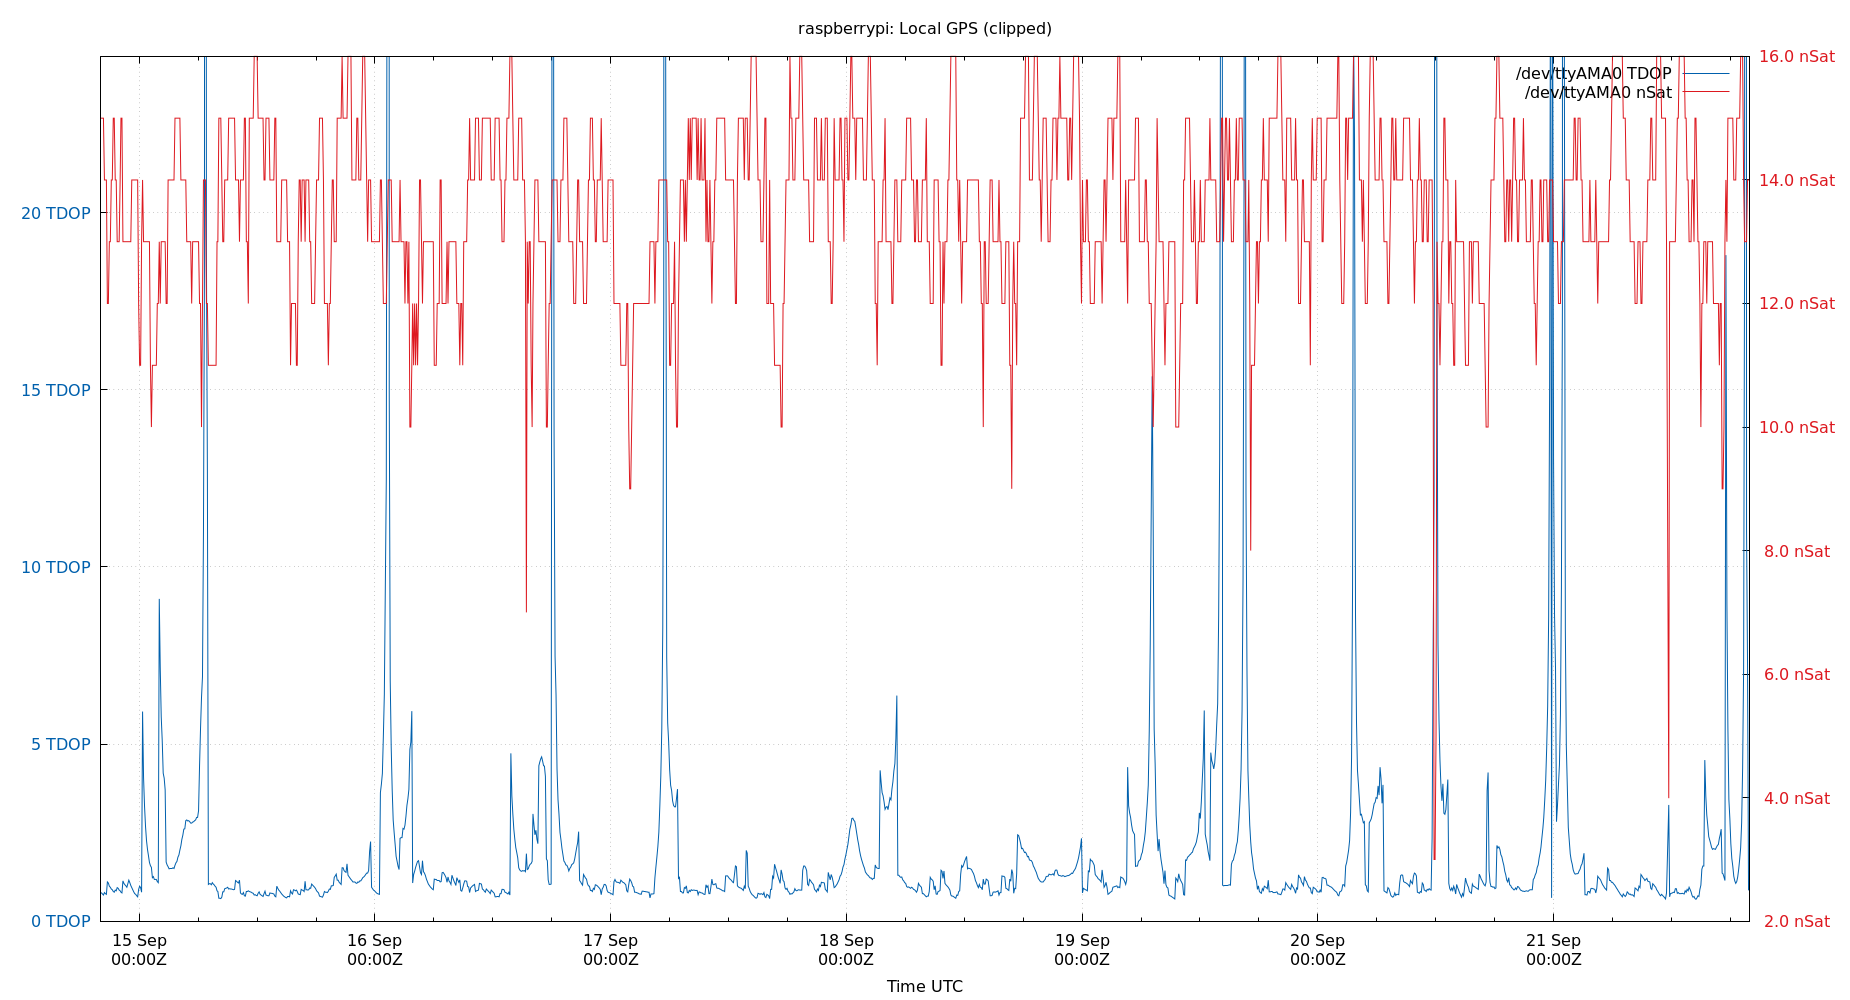 raspberrypi: Local GPS (clipped)
/dev/ttyAMA0 TDOP
/dev/ttyAMA0 nSat
20 TDOP
15 TDOP
10 TDOP
5 TDOP
0 TDOP
16.0 nSat
14.0 nSat
12.0 nSat
10.0 nSat
8.0 nSat
6.0 nSat
4.0 nSat
2.0 nSat
15 Sep
00:00Z
16 Sep
00:00Z
17 Sep
00:00Z
18 Sep
00:00Z
19 Sep
00:00Z
20 Sep
00:00Z
21 Sep
00:00Z
Time UTC